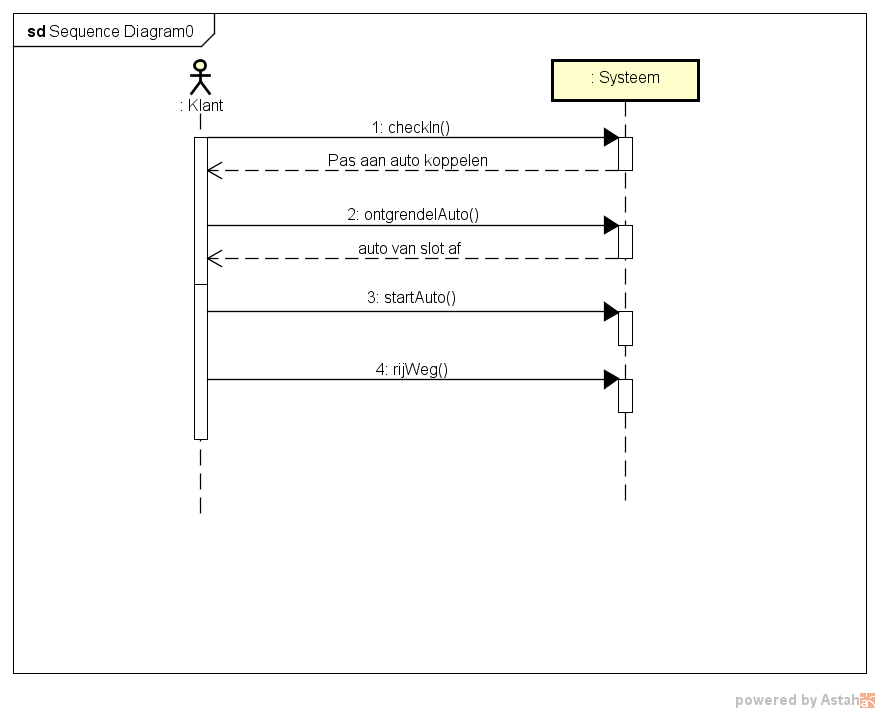 sd Sequence Diagram0
: Klant
: Systeem
1: checkIn()
Pas aan auto koppelen
2: ontgrendelAuto()
auto van slot af
3: startAuto()
4: rijWeg()
powered by Astah